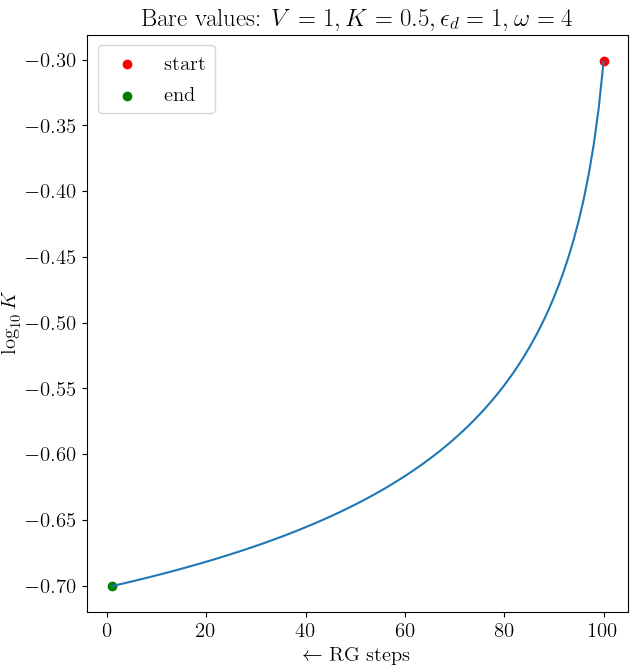 Bare values: V = 1, K = 0.5, ϵ_d = 1, ω = 4
start
end
−0.30
−0.35
−0.40
−0.45
−0.50
−0.55
−0.60
−0.65
−0.70
log₁₀ K
0 20 40 60 80 100
← RG steps